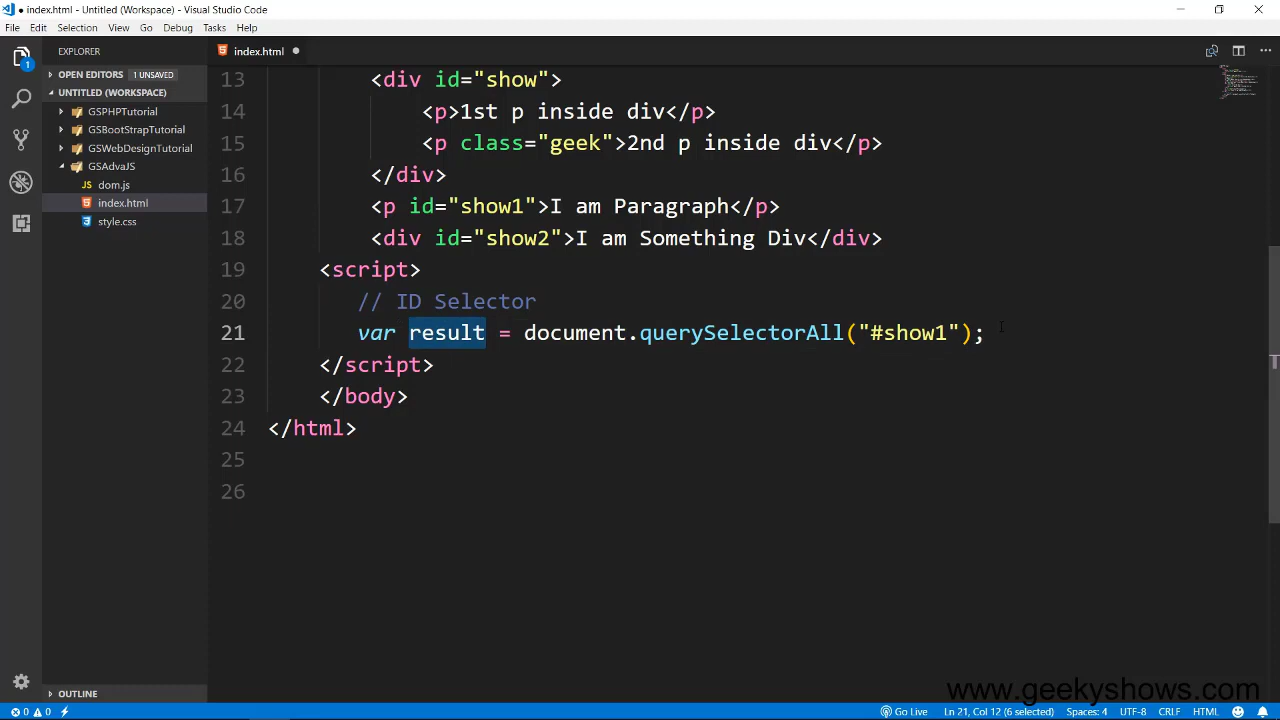 ● index.html - Untitled (Workspace) - Visual Studio Code
File Edit Selection View Go Debug Tasks Help
EXPLORER
OPEN EDITORS 1 UNSAVED
UNTITLED (WORKSPACE)
GSPHPTutorial
GSBootStrapTutorial
GSWebDesignTutorial
GSAdvaJS
JS dom.js
index.html
style.css
OUTLINE
1
index.html ●
13 <div id="show">
14 <p>1st p inside div</p>
15 <p class="geek">2nd p inside div</p>
16 </div>
17 <p id="show1">I am Paragraph</p>
18 <div id="show2">I am Something Div</div>
19 <script>
20 // ID Selector
21 var result = document.querySelectorAll("#show1");
22 </script>
23 </body>
24 </html>
25
26
www.geekyshows.com
0 0 Go Live Ln 21, Col 12 (6 selected) Spaces: 4 UTF-8 CRLF HTML